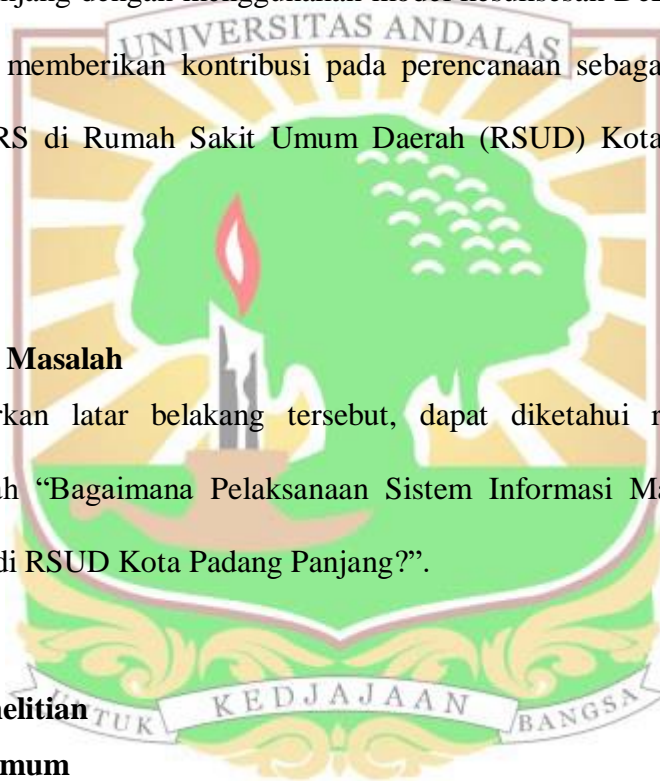 njang dengan menggunakan model kesuksesan
UNIVERSITAS ANDALAS
memberikan kontribusi pada perencanaan sebaga
RS di Rumah Sakit Umum Daerah (RSUD) Kota
Masalah
rkan latar belakang tersebut, dapat diketahui
ah “Bagaimana Pelaksanaan Sistem Informasi Ma
di RSUD Kota Padang Panjang?”.
UNTUK KEDJAJAAN BANGSA
nelitian
mum